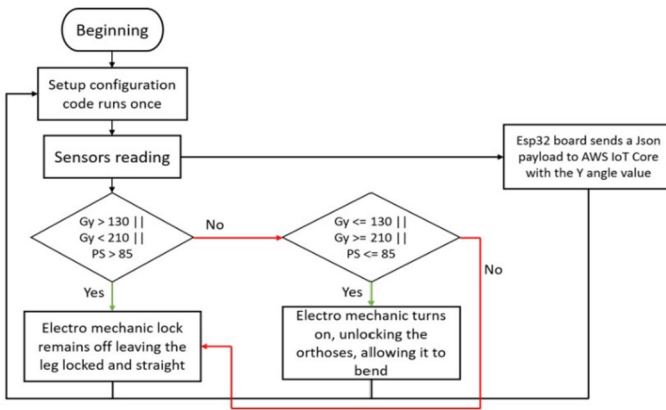 Beginning
Setup configuration
code runs once
Sensors reading
Esp32 board sends a Json
payload to AWS IoT Core
with the Y angle value
Gy > 130 ||
Gy < 210 ||
PS > 85
No
Gy <= 130 ||
Gy >= 210 ||
PS <= 85
No
Yes
Yes
Electro mechanic lock
remains off leaving the
leg locked and straight
Electro mechanic turns
on, unlocking the
orthoses, allowing it to
bend